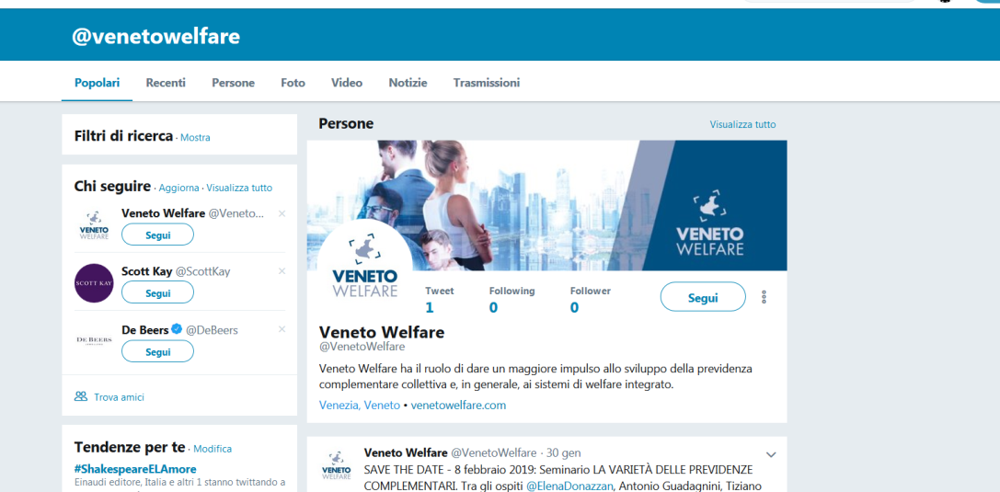 @venetowelfare
Popolari Recenti Persone Foto Video Notizie Trasmissioni
Filtri di ricerca · Mostra
Chi seguire · Aggiorna · Visualizza tutto
VENETO
WELFARE
Veneto Welfare @Veneto...
Segui
SCOTT KAY
Scott Kay @ScottKay
Segui
DE BEERS
De Beers @DeBeers
Segui
Trova amici
Tendenze per te · Modifica
#ShakespeareELAmore
Einaudi editore, Italia e altri 1 stanno twittando a
Persone Visualizza tutto
VENETO
WELFARE
VENETO
WELFARE
Tweet Following Follower
1 0 0
Segui
Veneto Welfare
@VenetoWelfare
Veneto Welfare ha il ruolo di dare un maggiore impulso allo sviluppo della previdenza
complementare collettiva e, in generale, ai sistemi di welfare integrato.
Venezia, Veneto • venetowelfare.com
VENETO
WELFARE
Veneto Welfare @VenetoWelfare · 30 gen
SAVE THE DATE - 8 febbraio 2019: Seminario LA VARIETÀ DELLE PREVIDENZE
COMPLEMENTARI. Tra gli ospiti @ElenaDonazzan, Antonio Guadagnini, Tiziano